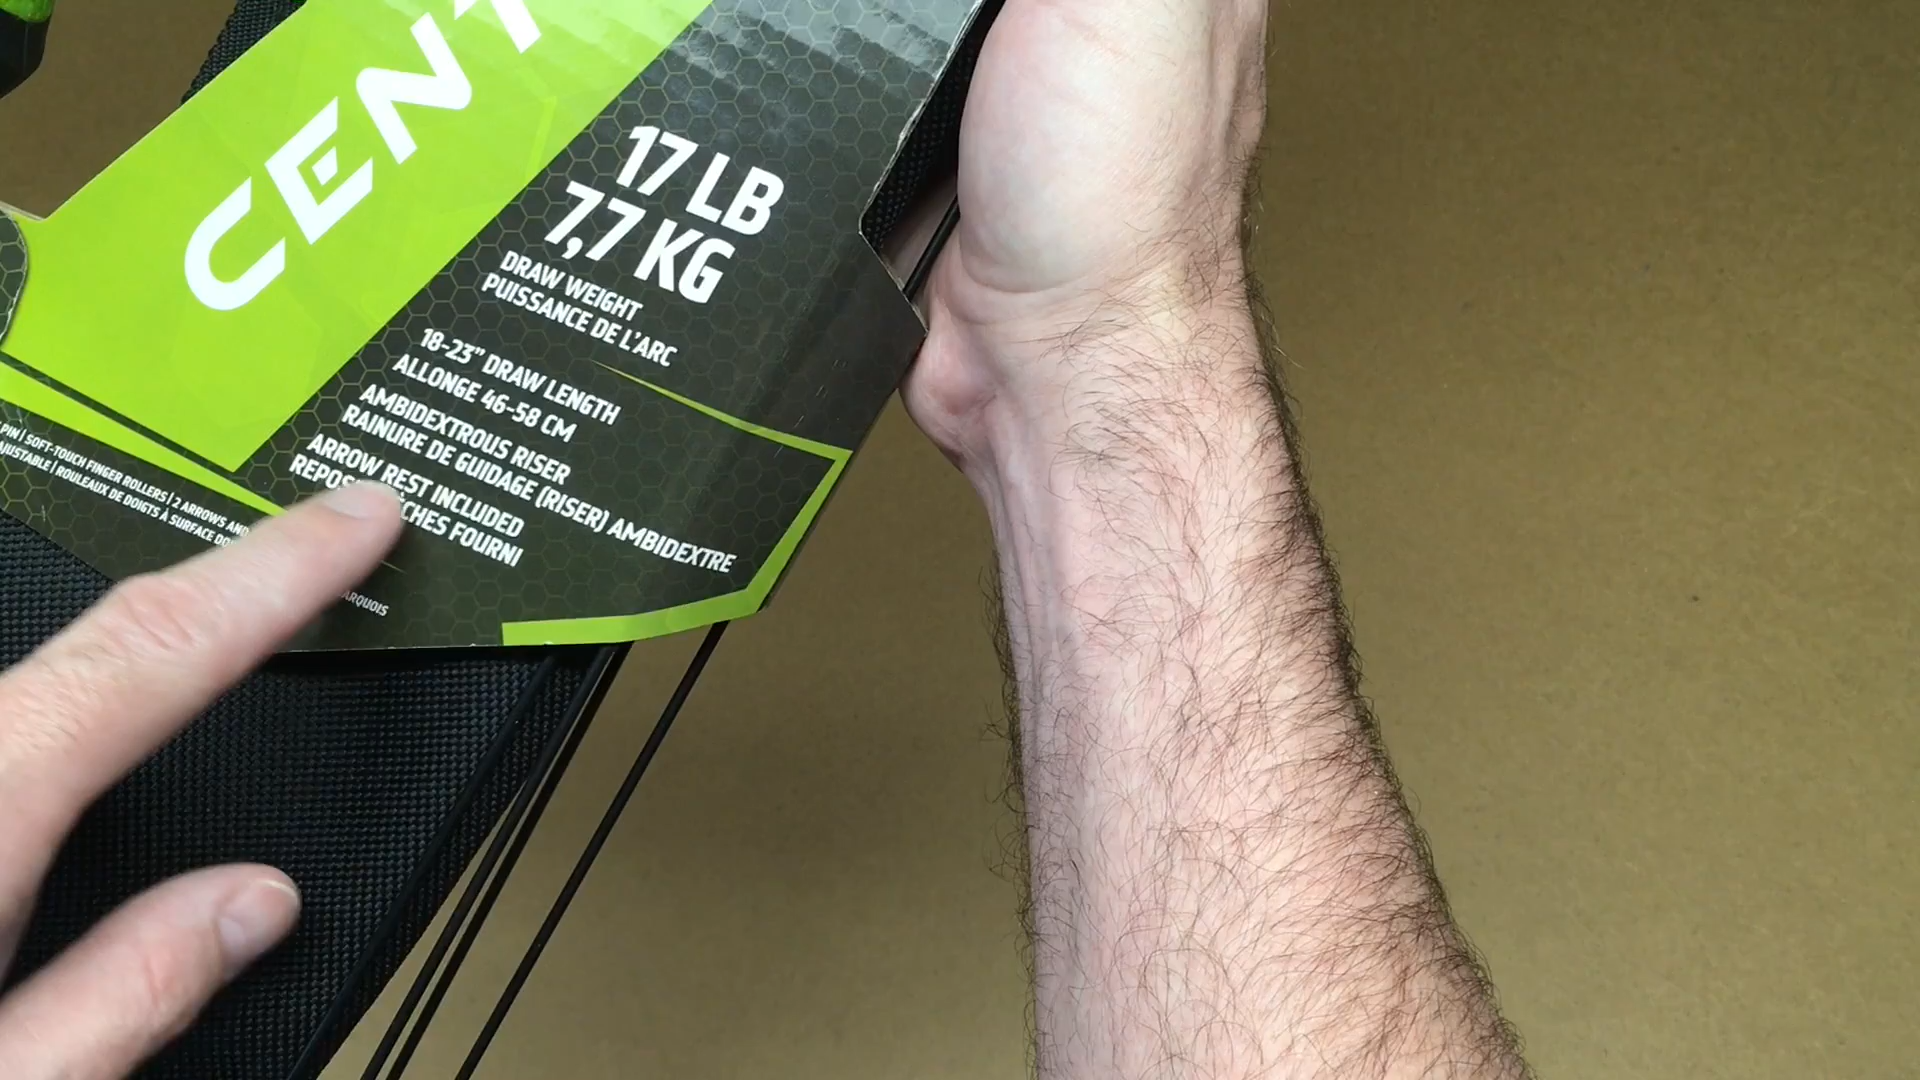 CENT
17 LB
7,7 KG
DRAW WEIGHT
PUISSANCE DE L'ARC
18-23" DRAW LENGTH
ALLONGE 46-58 CM
AMBIDEXTROUS RISER
RAINURE DE GUIDAGE (RISER) AMBIDEXTRE
ARROW REST INCLUDED
FOURNI
PIN | SOFT-TOUCH FINGER ROLLERS | 2 ARROWS AND
AJUSTABLE | ROULEAUX DE DOIGTS À SURFACE